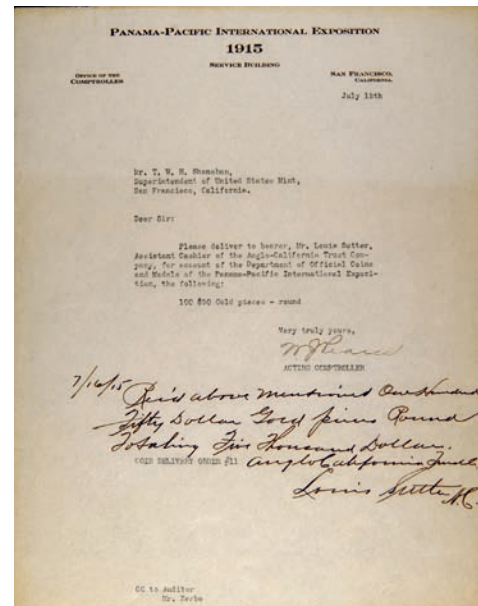 PANAMA-PACIFIC INTERNATIONAL EXPOSITION
1915
SERVICE BUILDING
OFFICE OF THE
COMPTROLLER
SAN FRANCISCO,
CALIFORNIA
July 15th
Mr. T. W. H. Shanahan,
Superintendent of United States Mint,
San Francisco, California.
Dear Sir:
Please deliver to bearer, Mr. Louis Sutter,
Assistant Cashier of the Anglo-California Trust Com-
pany, for account of the Department of Official Coins
and Medals of the Panama-Pacific International Exposi-
tion, the following:
100 $50 Gold pieces - round
Very truly yours,
ACTING COMPTROLLER
7/16/15 Rec'd above mentioned One Hundred
Fifty Dollar Gold pieces Round
Totaling Five Thousand Dollars.
COIN DELIVERY ORDER #11 Anglo California Trust Co
Louis Sutter A.C.
CC to Auditor
Mr. Zerbe